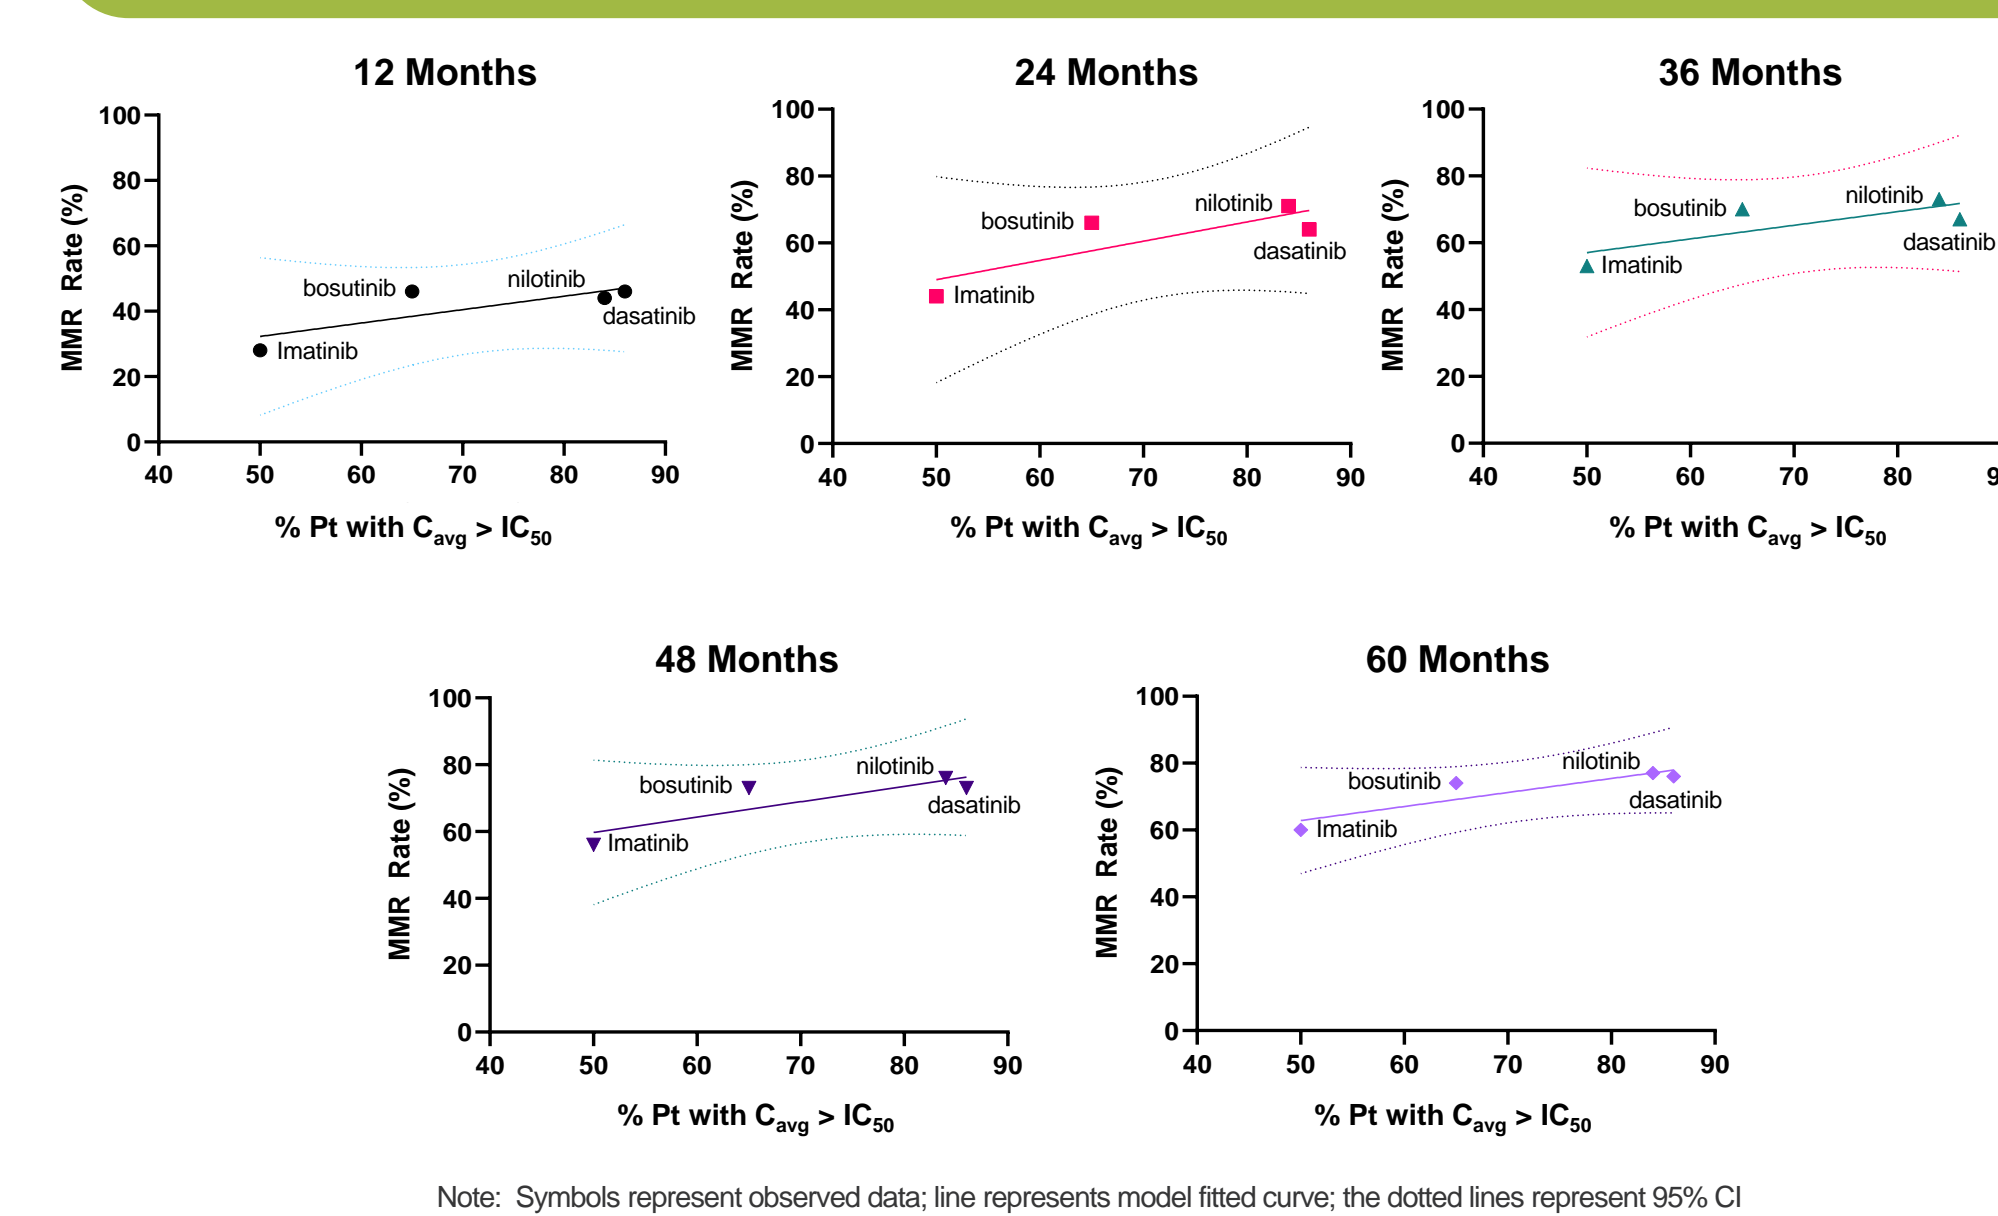 12 Months
24 Months
36 Months
MMR Rate (%)
100
80
60
40
20
0
40 50 60 70 80 90
bosutinib
nilotinib
dasatinib
Imatinib
% Pt with Cavg > IC50
MMR Rate (%)
100
80
60
40
20
0
40 50 60 70 80 90
bosutinib
nilotinib
dasatinib
Imatinib
% Pt with Cavg > IC50
MMR Rate (%)
100
80
60
40
20
0
40 50 60 70 80
bosutinib
nilotinib
dasatinib
Imatinib
% Pt with Cavg > IC50
48 Months
60 Months
MMR Rate (%)
100
80
60
40
20
0
40 50 60 70 80 90
bosutinib
nilotinib
dasatinib
Imatinib
% Pt with Cavg > IC50
MMR Rate (%)
100
80
60
40
20
0
40 50 60 70 80 90
bosutinib
nilotinib
dasatinib
Imatinib
% Pt with Cavg > IC50
Note: Symbols represent observed data; line represents model fitted curve; the dotted lines represent 95% CI